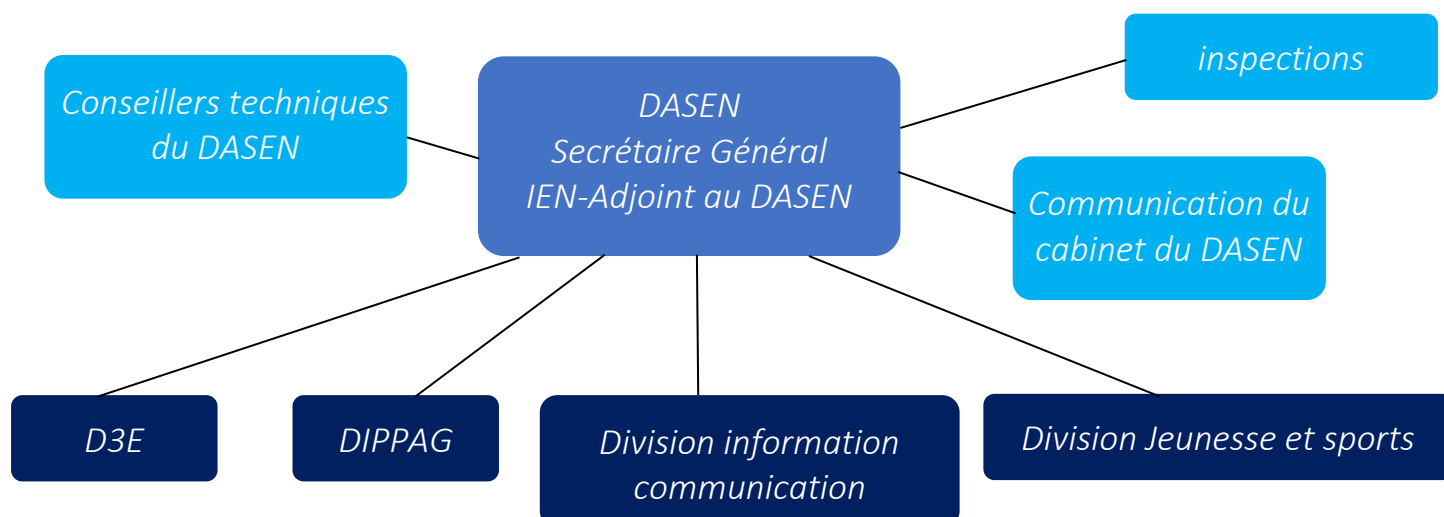 inspections
Conseillers techniques
du DASEN
DASEN
Secrétaire Général
IEN-Adjoint au DASEN
Communication du
cabinet du DASEN
D3E
DIPPAG
Division information
communication
Division Jeunesse et sports